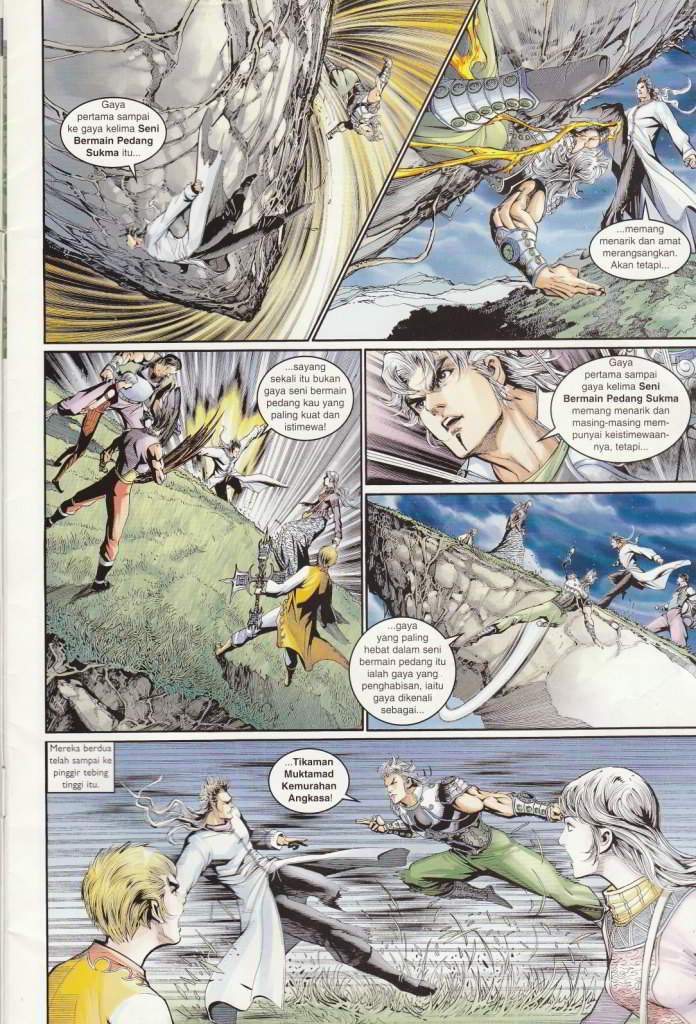 Gaya
pertama sampai
ke gaya kelima Seni
Bermain Pedang
Sukma itu...
...memang
menarik dan amat
merangsangkan.
Akan tetapi...
...sayang
sekali itu bukan
gaya seni bermain
pedang kau yang
paling kuat dan
istimewa!
Gaya
pertama sampai
gaya kelima Seni
Bermain Pedang Sukma
memang menarik dan
masing-masing mem-
punyai keistimewaan-
nya, tetapi...
...gaya
yang paling
hebat dalam seni
bermain pedang itu
ialah gaya yang
penghabisan, iaitu
gaya dikenali
sebagai...
Mereka berdua
telah sampai ke
pinggir tebing
tinggi itu.
...Tikaman
Muktamad
Kemurahan
Angkasa!